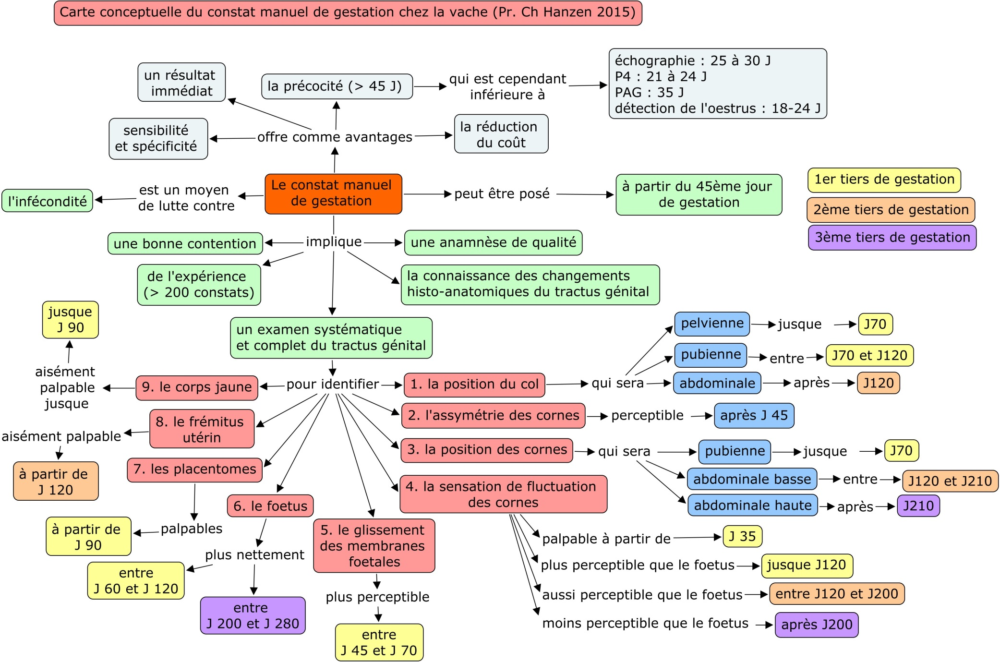 Carte conceptuelle du constat manuel de gestation chez la vache (Pr. Ch Hanzen 2015)
un résultat
immédiat
la précocité (> 45 J)
qui est cependant
inférieure à
échographie : 25 à 30 J
P4 : 21 à 24 J
PAG : 35 J
détection de l'oestrus : 18-24 J
sensibilité
et spécificité
offre comme avantages
la réduction
du coût
l'infécondité
est un moyen
de lutte contre
Le constat manuel
de gestation
peut être posé
à partir du 45ème jour
de gestation
1er tiers de gestation
2ème tiers de gestation
3ème tiers de gestation
une bonne contention
implique
une anamnèse de qualité
de l'expérience
(> 200 constats)
la connaissance des changements
histo-anatomiques du tractus génital
un examen systématique
et complet du tractus génital
pour identifier
1. la position du col
qui sera
pelvienne
jusque
J70
pubienne
entre
J70 et J120
abdominale
après
J120
2. l'assymétrie des cornes
perceptible
après J 45
3. la position des cornes
qui sera
pubienne
jusque
J70
abdominale basse
entre
J120 et J210
abdominale haute
après
J210
4. la sensation de fluctuation
des cornes
palpable à partir de
J 35
plus perceptible que le foetus
jusque J120
aussi perceptible que le foetus
entre J120 et J200
moins perceptible que le foetus
après J200
5. le glissement
des membranes
foetales
plus perceptible
entre
J 45 et J 70
6. le foetus
plus nettement
entre
J 60 et J 120
entre
J 200 et J 280
7. les placentomes
palpables
à partir de
J 90
8. le frémitus
utérin
aisément palpable
à partir de
J 120
9. le corps jaune
aisément
palpable
jusque
jusque
J 90